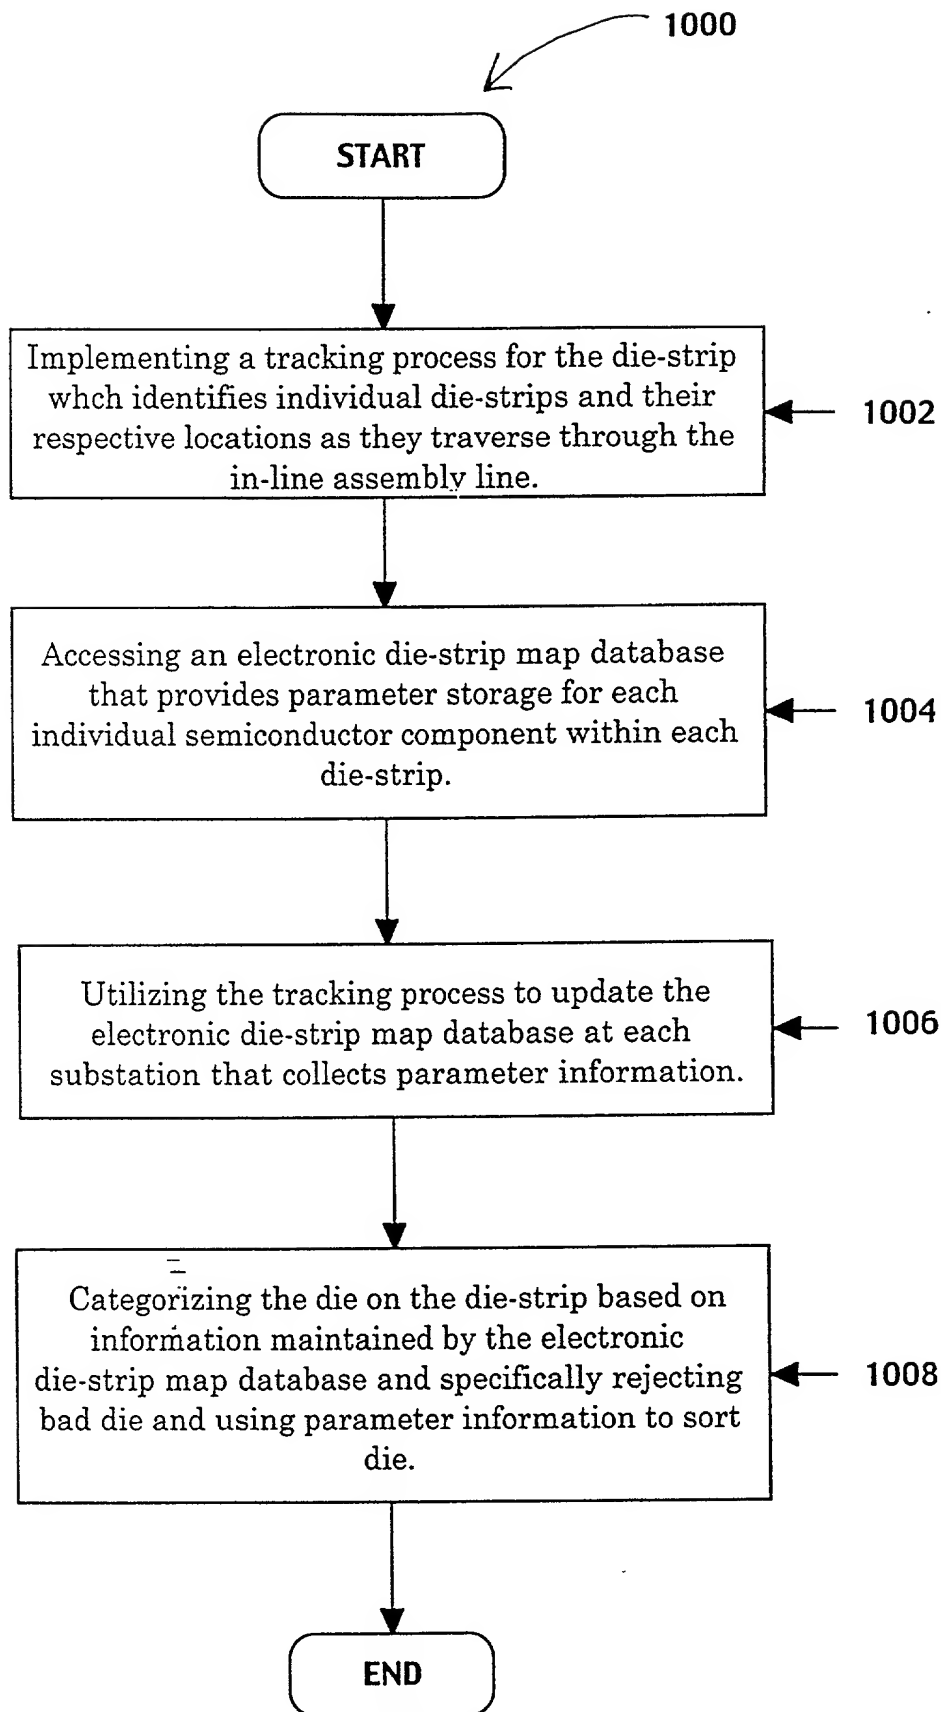 1000
START
Implementing a tracking process for the die-strip
whch identifies individual die-strips and their
respective locations as they traverse through the
in-line assembly line.
1002
Accessing an electronic die-strip map database
that provides parameter storage for each
individual semiconductor component within each
die-strip.
1004
Utilizing the tracking process to update the
electronic die-strip map database at each
substation that collects parameter information.
1006
Categorizing the die on the die-strip based on
information maintained by the electronic
die-strip map database and specifically rejecting
bad die and using parameter information to sort
die.
1008
END